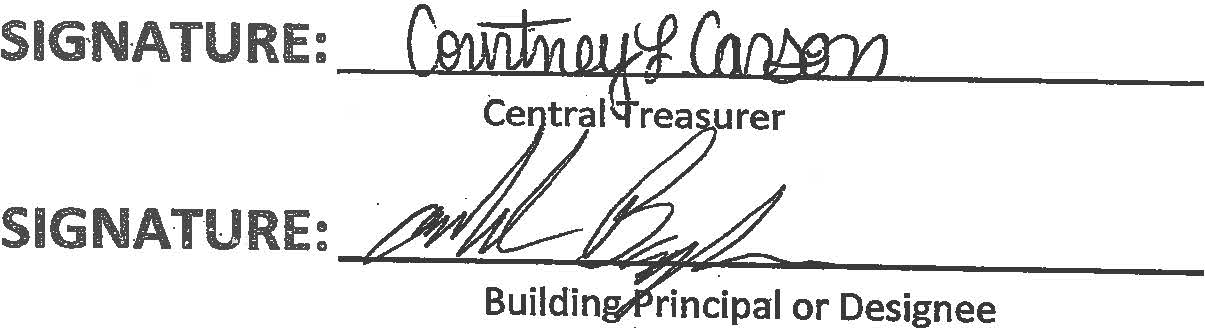 SIGNATURE: Courtney L. Carson
Central Treasurer
SIGNATURE:
Building Principal or Designee